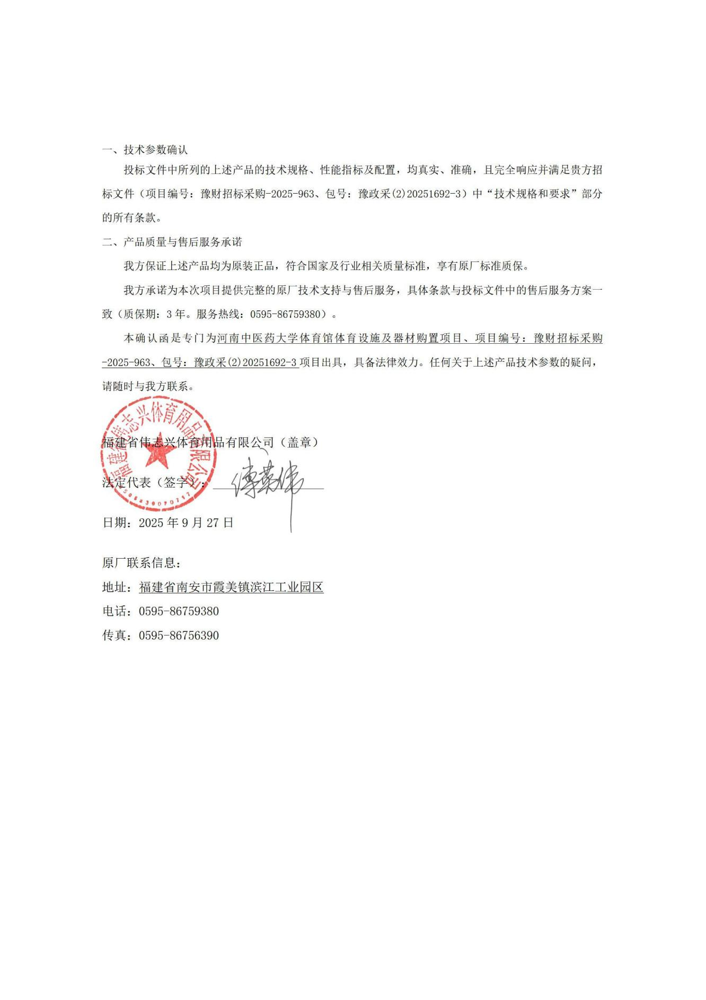 一、技术参数确认
投标文件中所列的上述产品的技术规格、性能指标及配置，均真实、准确，且完全响应并满足贵方招
标文件（项目编号：豫财招标采购-2025-963、包号：豫政采(2)20251692-3）中“技术规格和要求”部分
的所有条款。
二、产品质量与售后服务承诺
我方保证上述产品均为原装正品，符合国家及行业相关质量标准，享有原厂标准质保。
我方承诺为本次项目提供完整的原厂技术支持与售后服务，具体条款与投标文件中的售后服务方案一
致（质保期：3 年。服务热线：0595-86759380）。
本确认函是专门为河南中医药大学体育馆体育设施及器材购置项目、项目编号：豫财招标采购
-2025-963、包号：豫政采(2)20251692-3 项目出具，具备法律效力。任何关于上述产品技术参数的疑问，
请随时与我方联系。
福建省伟志兴体育用品有限公司
福建省伟志兴体育用品有限公司（盖章）
法定代表（签字）：傅英伟
日期：2025 年 9 月 27 日
原厂联系信息：
地址：福建省南安市霞美镇滨江工业园区
电话：0595-86759380
传真：0595-86756390